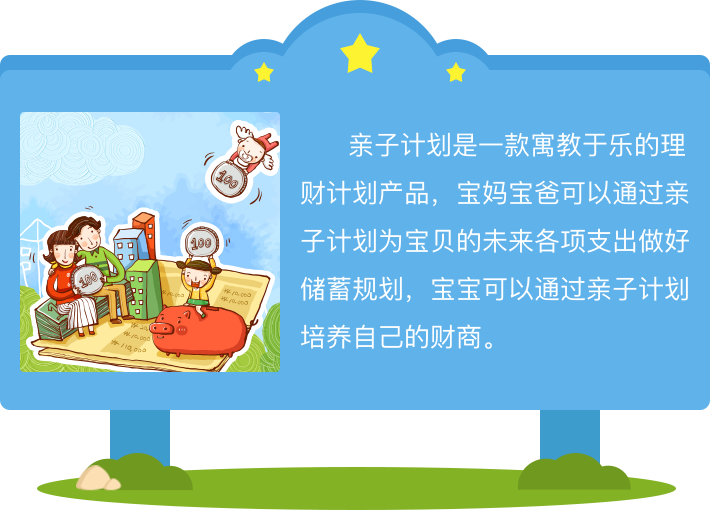 亲子计划是一款寓教于乐的理
财计划产品，宝妈宝爸可以通过亲
子计划为宝贝的未来各项支出做好
储蓄规划，宝宝可以通过亲子计划
培养自己的财商。
100
100
100